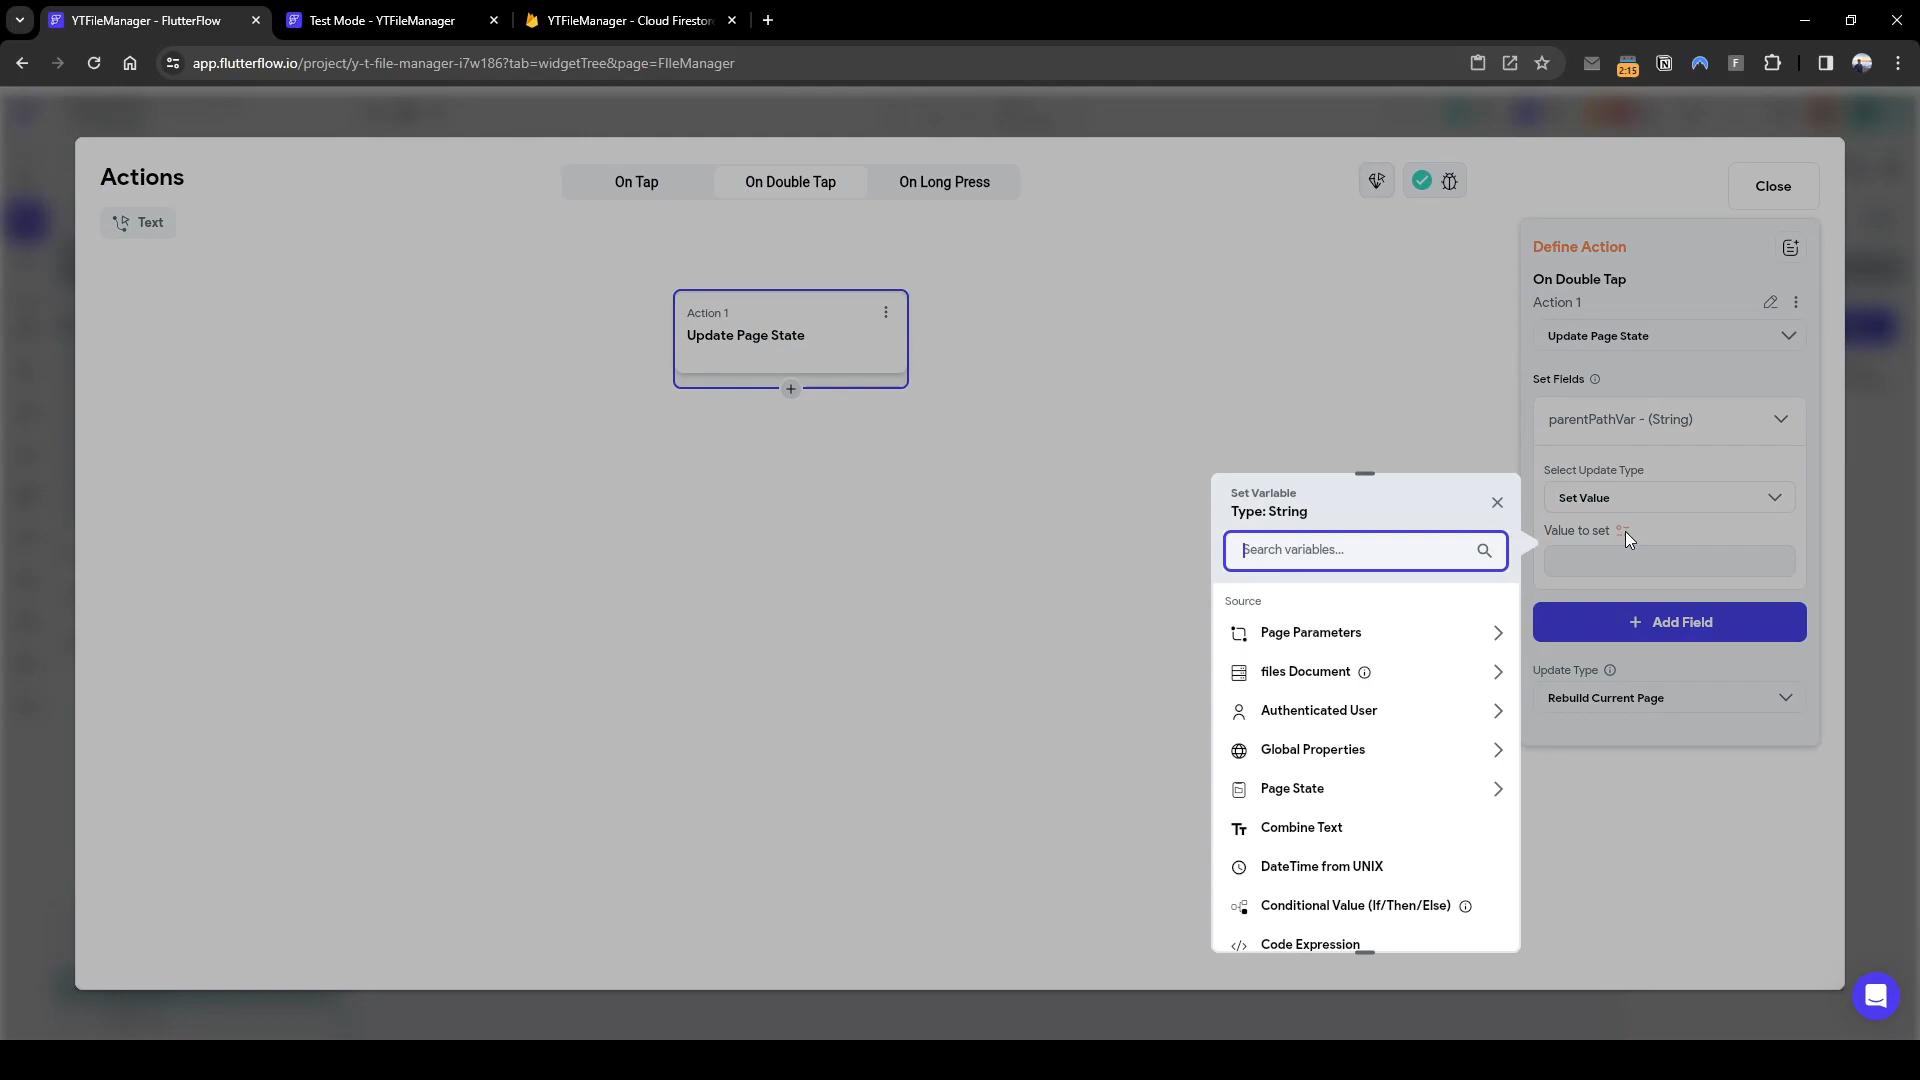 YTFileManager - FlutterFlow
Test Mode - YTFileManager
YTFileManager - Cloud Firestor
app.flutterflow.io/project/y-t-file-manager-i7w186?tab=widgetTree&page=FIleManager
2:15
F
Actions
On Tap
On Double Tap
On Long Press
Close
Text
Define Action
On Double Tap
Action 1
Update Page State
Action 1
Update Page State
Set Fields
parentPathVar - (String)
Select Update Type
Set Value
Value to set
Add Field
Update Type
Rebuild Current Page
Set Variable
Type: String
Search variables...
Source
Page Parameters
files Document
Authenticated User
Global Properties
Page State
Combine Text
DateTime from UNIX
Conditional Value (If/Then/Else)
Code Expression